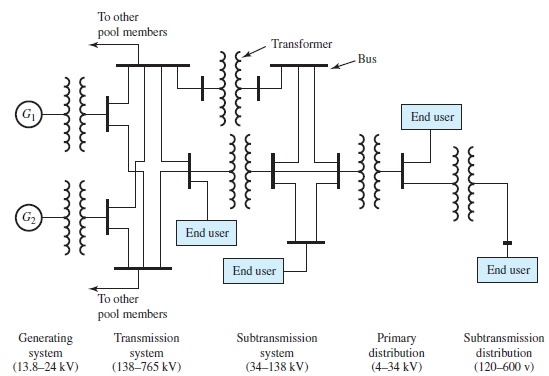 To other
pool members
Transformer
Bus
G1
End user
G2
End user
End user
End user
To other
pool members
Generating
system
(13.8–24 kV)
Transmission
system
(138–765 kV)
Subtransmission
system
(34–138 kV)
Primary
distribution
(4–34 kV)
Subtransmission
distribution
(120–600 v)